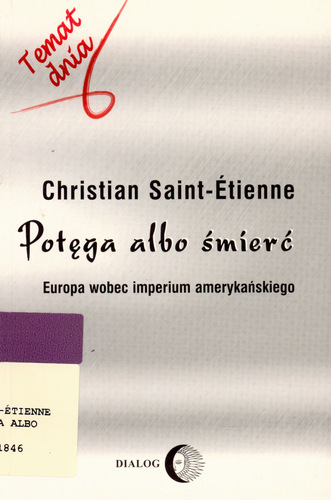 Temat
dnia
Christian Saint-Étienne
Potęga albo śmierć
Europa wobec imperium amerykańskiego
-ÉTIENNE
A ALBO
1846
DIALOG